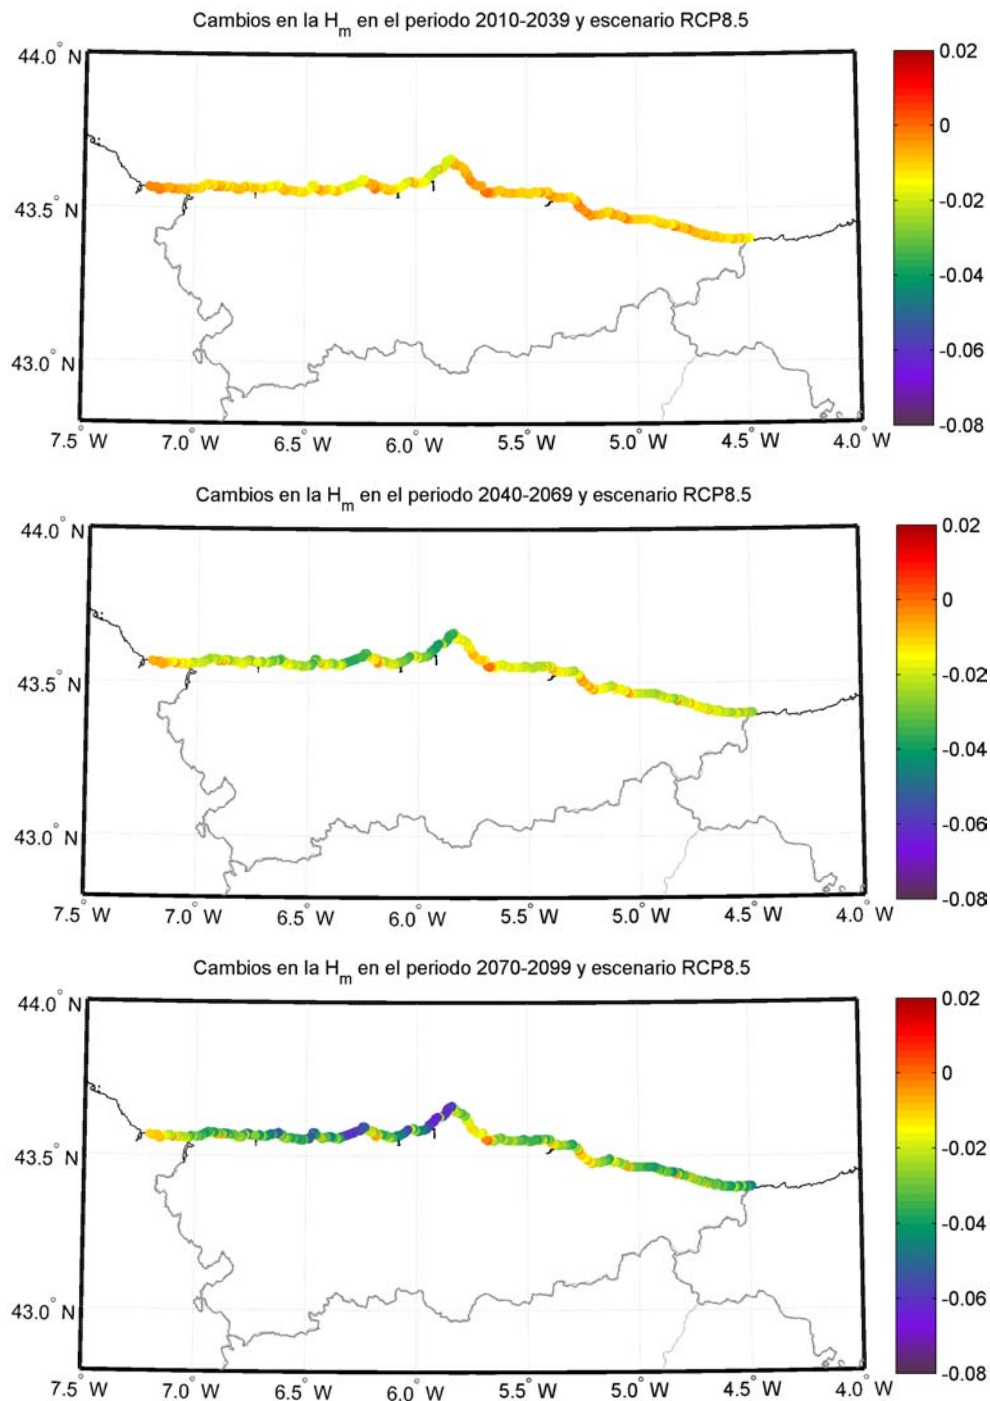 Cambios en la Hm en el periodo 2010-2039 y escenario RCP8.5
44.0° N
43.5° N
43.0° N
7.5° W 7.0° W 6.5° W 6.0° W 5.5° W 5.0° W 4.5° W 4.0° W
0.02
0
-0.02
-0.04
-0.06
-0.08
Cambios en la Hm en el periodo 2040-2069 y escenario RCP8.5
44.0° N
43.5° N
43.0° N
7.5° W 7.0° W 6.5° W 6.0° W 5.5° W 5.0° W 4.5° W 4.0° W
0.02
0
-0.02
-0.04
-0.06
-0.08
Cambios en la Hm en el periodo 2070-2099 y escenario RCP8.5
44.0° N
43.5° N
43.0° N
7.5° W 7.0° W 6.5° W 6.0° W 5.5° W 5.0° W 4.5° W 4.0° W
0.02
0
-0.02
-0.04
-0.06
-0.08